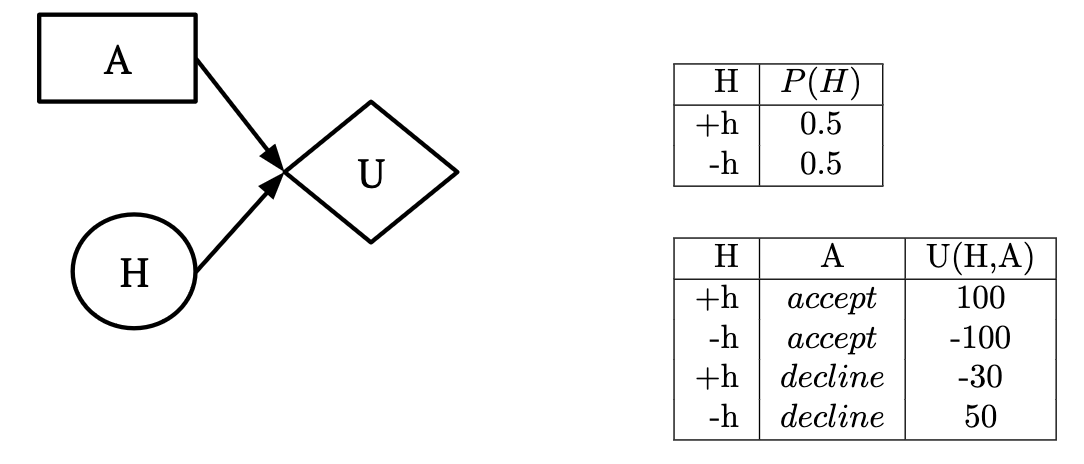 A
U
H
H P(H)
+h 0.5
-h 0.5
H A U(H,A)
+h accept 100
-h accept -100
+h decline -30
-h decline 50